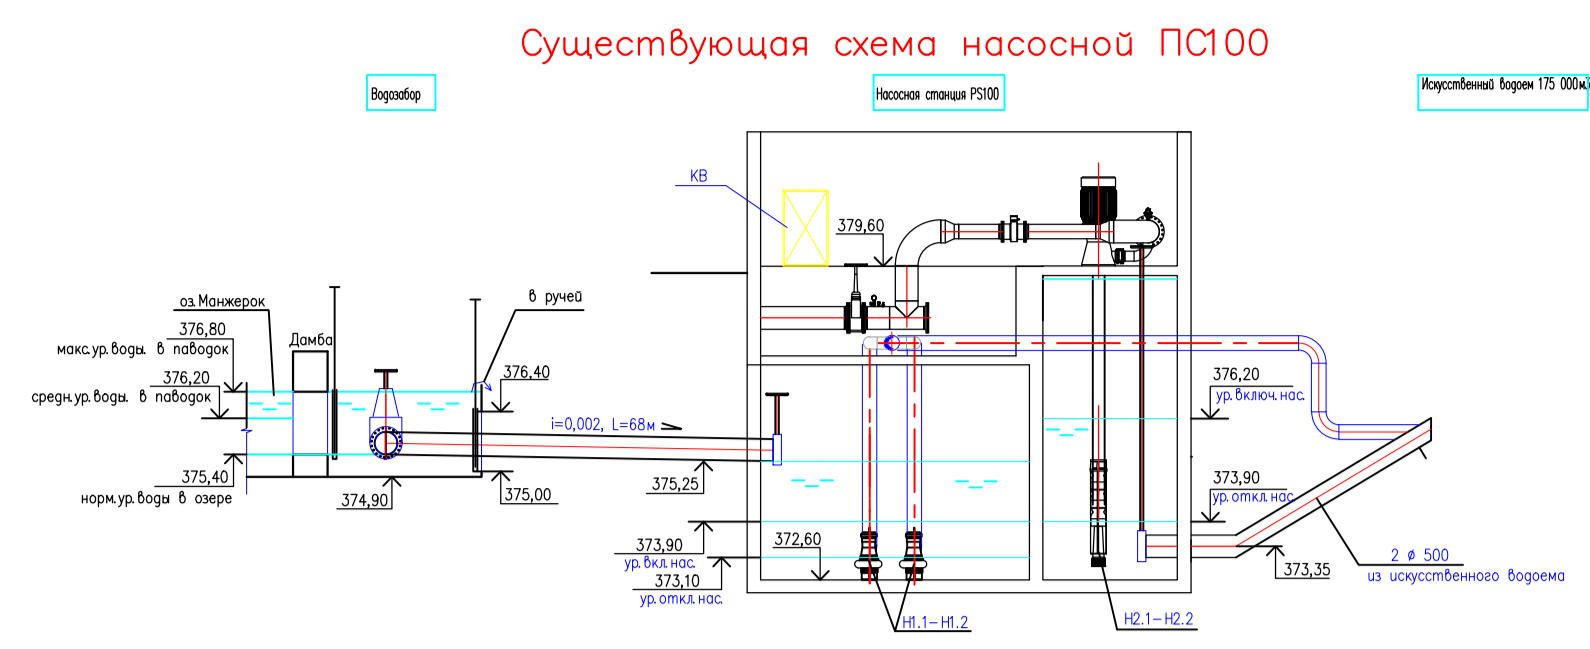 Существующая схема насосной ПС100
Водозабор
Насосная станция PS100
Искусственный водоем 175 000м3
КВ
379,60
оз.Манжерок
376,80
макс.ур.воды. в паводок
Дамба
в ручей
376,20
средн.ур.воды. в паводок
376,40
i=0,002, L=68м
375,40
норм.ур.воды в озере
374,90
375,00
375,25
376,20
ур.включ.нас.
373,90
ур.откл.нас.
373,90
ур.вкл.нас.
372,60
373,10
ур.откл.нас.
373,35
2 ø 500
из искусственного водоема
Н1.1-Н1.2
Н2.1-Н2.2